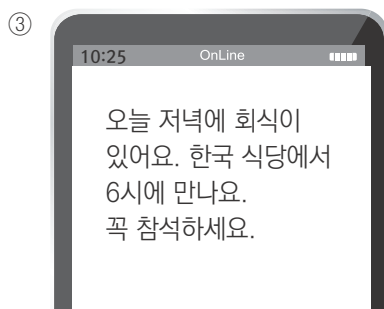 ③
10:25 OnLine
오늘 저녁에 회식이
있어요. 한국 식당에서
6시에 만나요.
꼭 참석하세요.